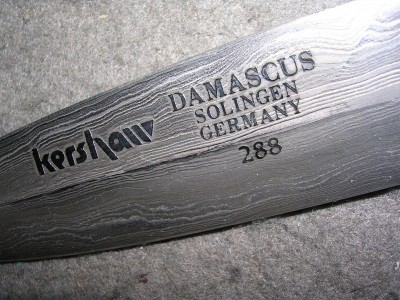 kershaw
DAMASCUS
SOLINGEN
GERMANY
288